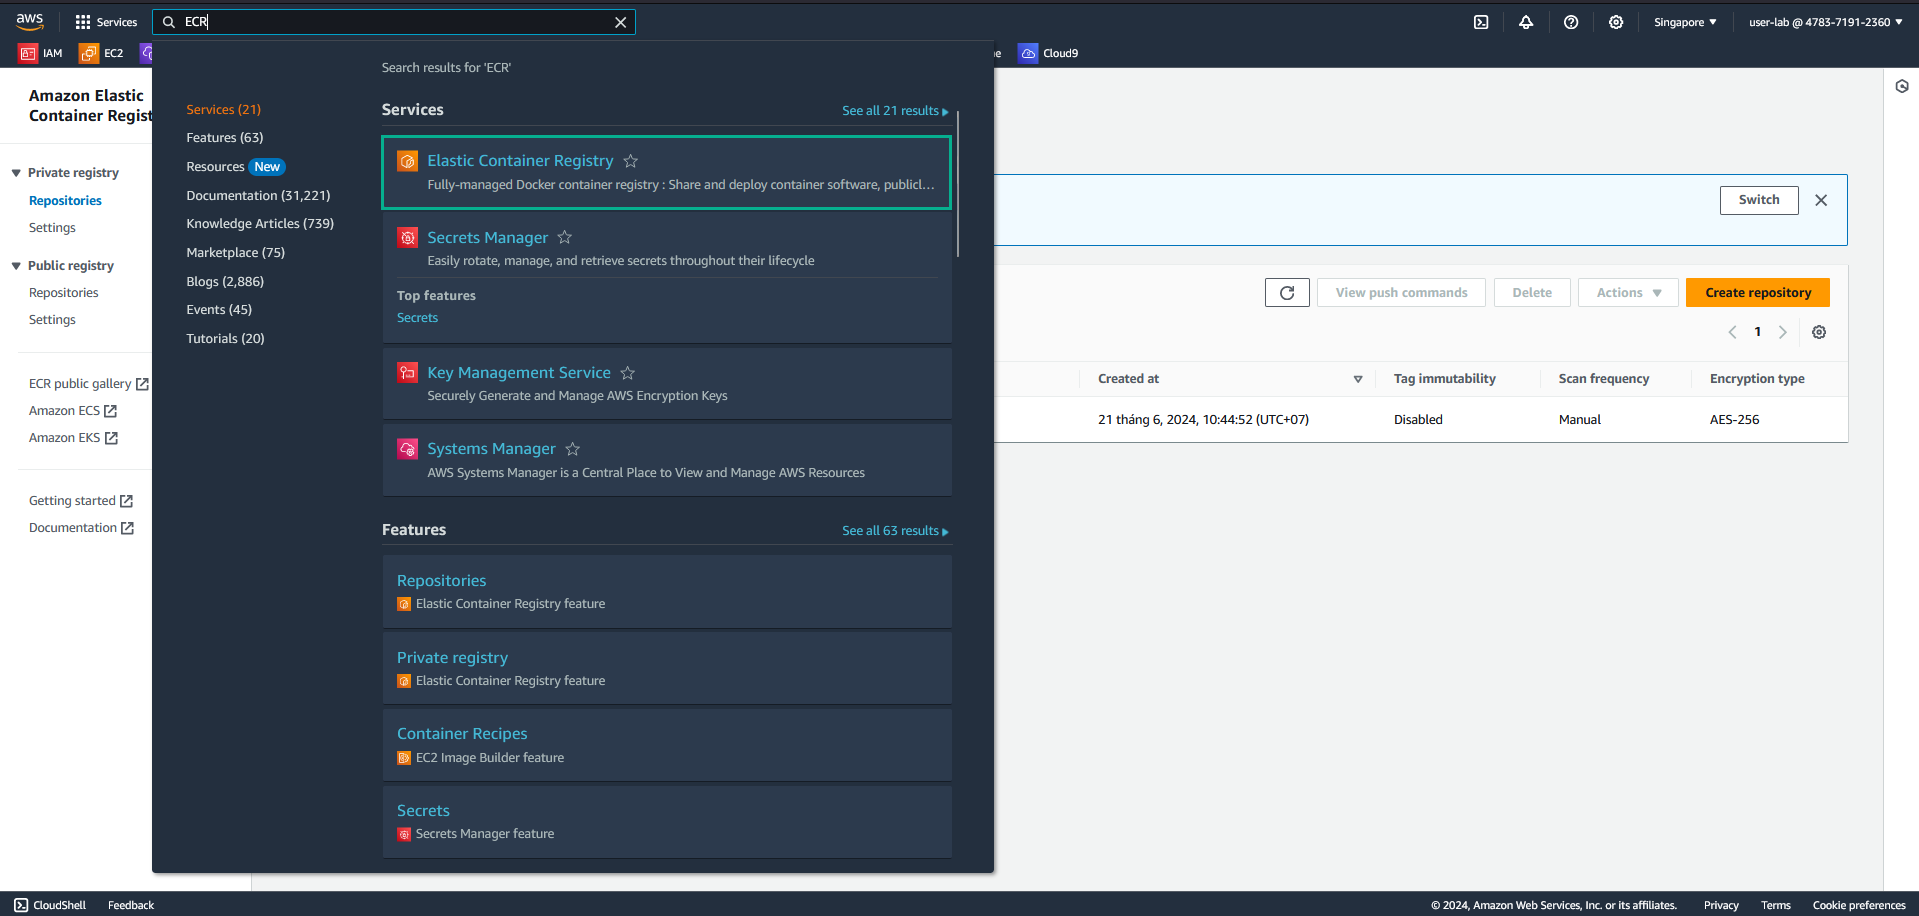 aws
Services
ECR
Singapore
user-lab @ 4783-7191-2360
IAM
EC2
Cloud9
Amazon Elastic
Container Regist
Private registry
Repositories
Settings
Public registry
Repositories
Settings
ECR public gallery
Amazon ECS
Amazon EKS
Getting started
Documentation
Search results for 'ECR'
Services (21)
Features (63)
Resources New
Documentation (31,221)
Knowledge Articles (739)
Marketplace (75)
Blogs (2,886)
Events (45)
Tutorials (20)
Services
See all 21 results
Elastic Container Registry
Fully-managed Docker container registry : Share and deploy container software, publicl...
Secrets Manager
Easily rotate, manage, and retrieve secrets throughout their lifecycle
Top features
Secrets
Key Management Service
Securely Generate and Manage AWS Encryption Keys
Systems Manager
AWS Systems Manager is a Central Place to View and Manage AWS Resources
Features
See all 63 results
Repositories
Elastic Container Registry feature
Private registry
Elastic Container Registry feature
Container Recipes
EC2 Image Builder feature
Secrets
Secrets Manager feature
Switch
View push commands
Delete
Actions
Create repository
1
Created at
Tag immutability
Scan frequency
Encryption type
21 tháng 6, 2024, 10:44:52 (UTC+07)
Disabled
Manual
AES-256
CloudShell
Feedback
© 2024, Amazon Web Services, Inc. or its affiliates.
Privacy
Terms
Cookie preferences